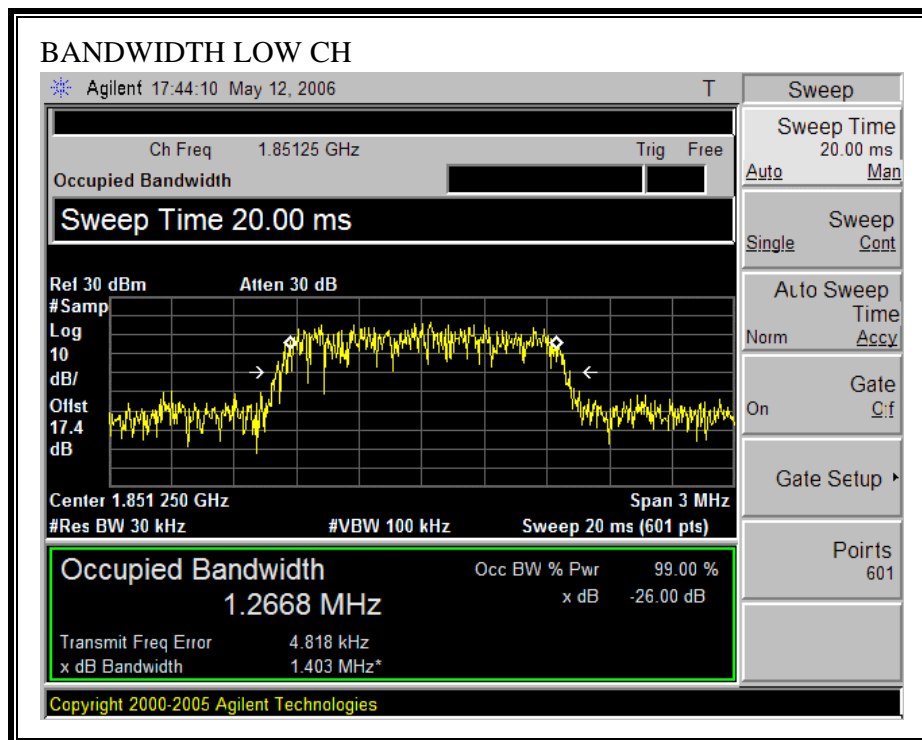 BANDWIDTH LOW CH
Agilent 17:44:10 May 12, 2006 T
Sweep
Ch Freq 1.85125 GHz Trig Free
Occupied Bandwidth
Sweep Time 20.00 ms
Ref 30 dBm Atten 30 dB
#Samp
Log
10
dB/
Offst
17.4
dB
Center 1.851 250 GHz Span 3 MHz
#Res BW 30 kHz #VBW 100 kHz Sweep 20 ms (601 pts)
Occupied Bandwidth
1.2668 MHz
Occ BW % Pwr 99.00 %
x dB -26.00 dB
Transmit Freq Error 4.818 kHz
x dB Bandwidth 1.403 MHz*
Copyright 2000-2005 Agilent Technologies
Sweep Time
20.00 ms
Auto Man
Sweep
Single Cont
Auto Sweep
Time
Norm Accy
Gate
On Off
Gate Setup
Points
601